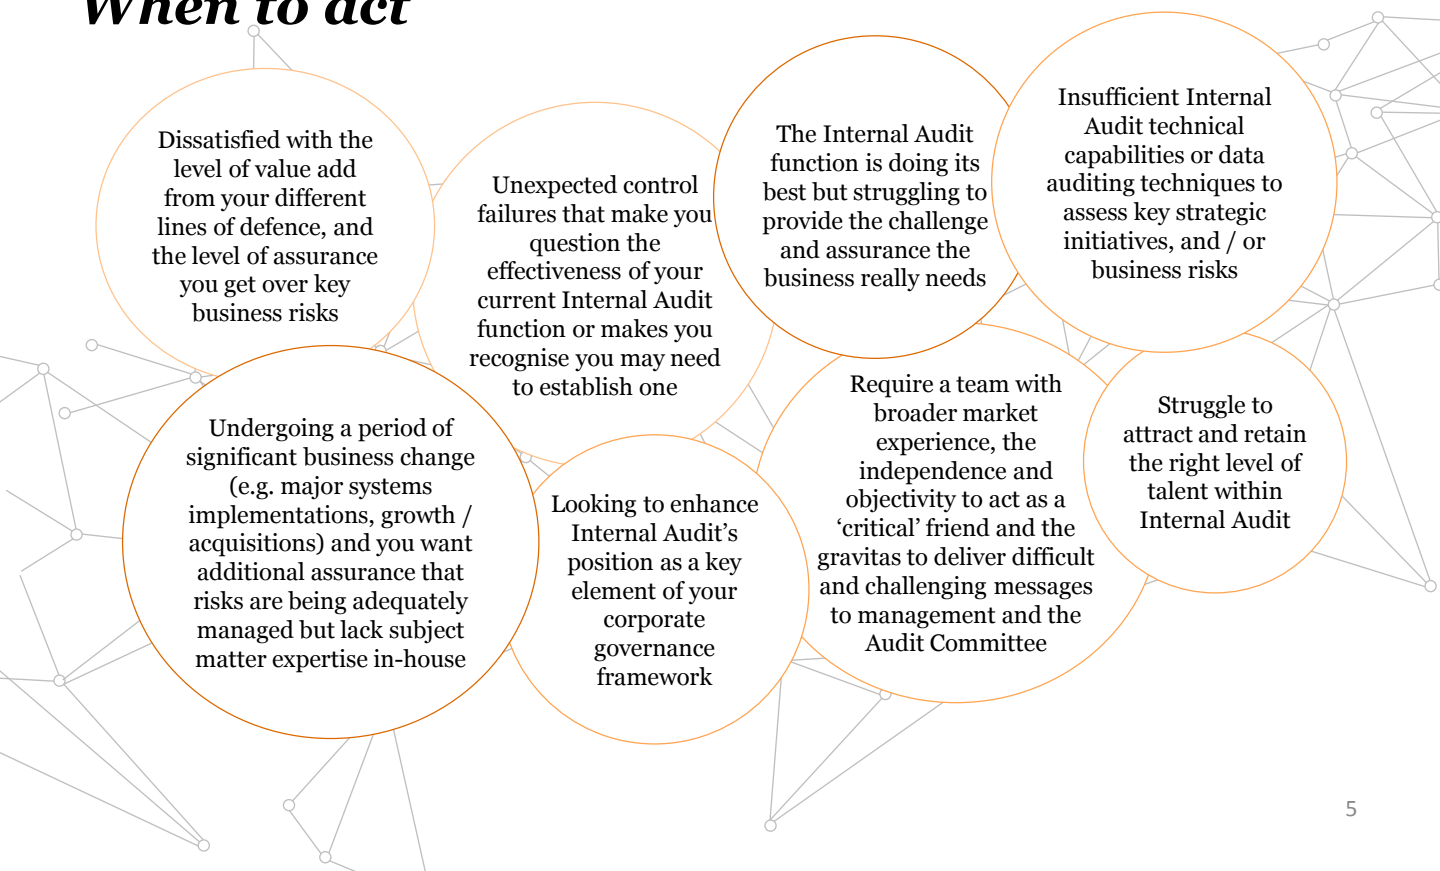 When to act
Dissatisfied with the
level of value add
from your different
lines of defence, and
the level of assurance
you get over key
business risks
Unexpected control
failures that make you
question the
effectiveness of your
current Internal Audit
function or makes you
recognise you may need
to establish one
The Internal Audit
function is doing its
best but struggling to
provide the challenge
and assurance the
business really needs
Insufficient Internal
Audit technical
capabilities or data
auditing techniques to
assess key strategic
initiatives, and / or
business risks
Undergoing a period of
significant business change
(e.g. major systems
implementations, growth /
acquisitions) and you want
additional assurance that
risks are being adequately
managed but lack subject
matter expertise in-house
Looking to enhance
Internal Audit’s
position as a key
element of your
corporate
governance
framework
Require a team with
broader market
experience, the
independence and
objectivity to act as a
‘critical’ friend and the
gravitas to deliver difficult
and challenging messages
to management and the
Audit Committee
Struggle to
attract and retain
the right level of
talent within
Internal Audit
5